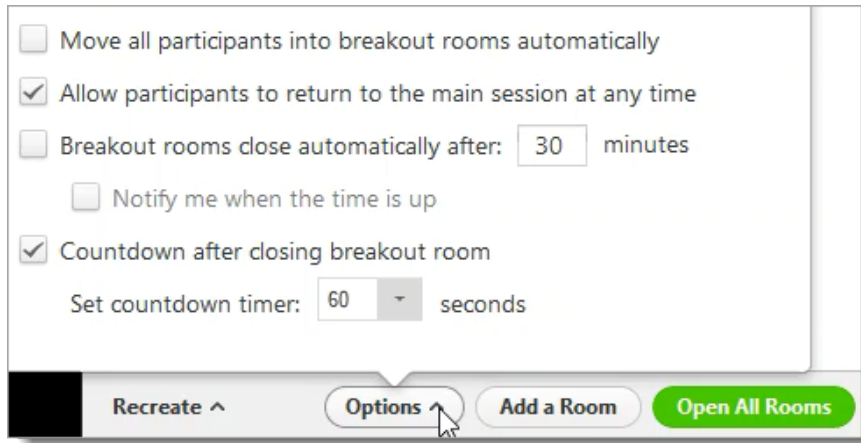 Move all participants into breakout rooms automatically
Allow participants to return to the main session at any time
Breakout rooms close automatically after: 30 minutes
Notify me when the time is up
Countdown after closing breakout room
Set countdown timer: 60 seconds
Recreate Options Add a Room Open All Rooms